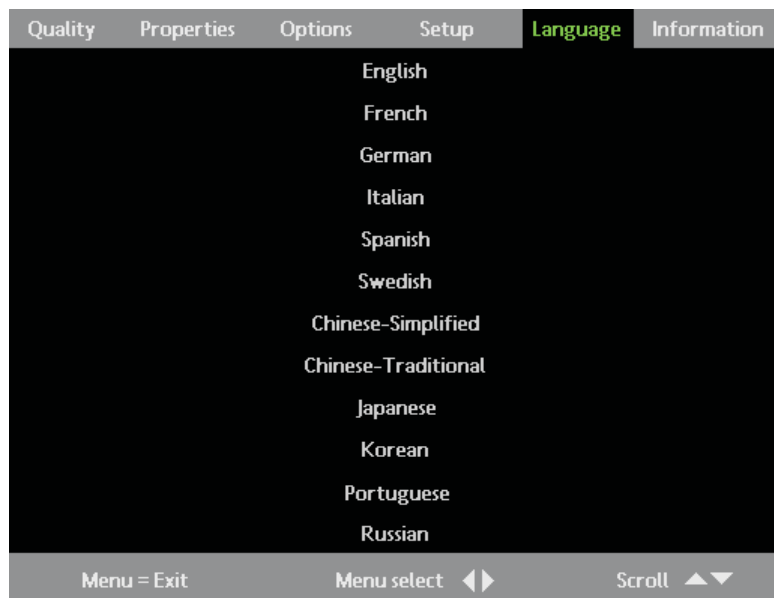 Quality Properties Options Setup Language Information
English
French
German
Italian
Spanish
Swedish
Chinese-Simplified
Chinese-Traditional
Japanese
Korean
Portuguese
Russian
Menu = Exit Menu select Scroll